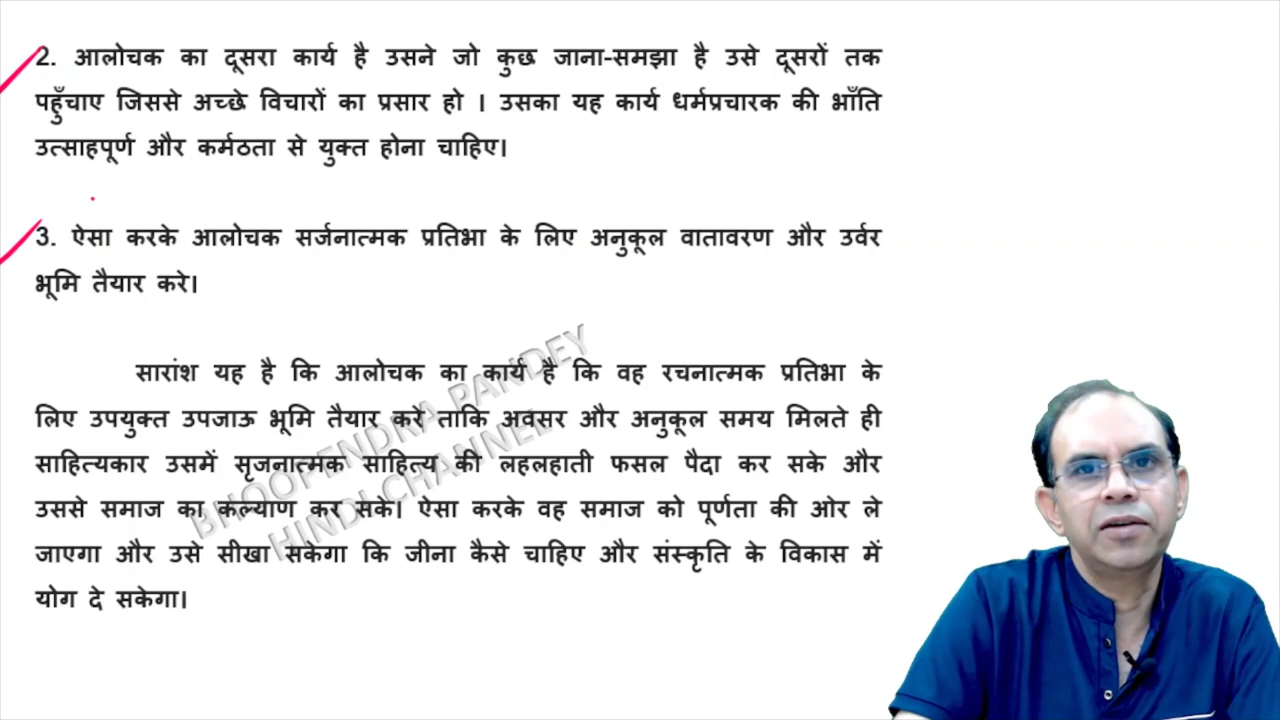 2. आलोचक का दूसरा कार्य है उसने जो कुछ जाना-समझा है उसे दूसरों तक
पहुँचाए जिससे अच्छे विचारों का प्रसार हो । उसका यह कार्य धर्मप्रचारक की भाँति
उत्साहपूर्ण और कर्मठता से युक्त होना चाहिए।
3. ऐसा करके आलोचक सर्जनात्मक प्रतिभा के लिए अनुकूल वातावरण और उर्वर
भूमि तैयार करे।
सारांश यह है कि आलोचक का कार्य है कि वह रचनात्मक प्रतिभा के
लिए उपयुक्त उपजाऊ भूमि तैयार करें ताकि अवसर और अनुकूल समय मिलते ही
साहित्यकार उसमें सृजनात्मक साहित्य की लहलहाती फसल पैदा कर सके और
उससे समाज का कल्याण कर सके। ऐसा करके वह समाज को पूर्णता की ओर ले
जाएगा और उसे सीखा सकेगा कि जीना कैसे चाहिए और संस्कृति के विकास में
योग दे सकेगा।
BHOOPENDRA PANDEY
HINDI CHANNEL